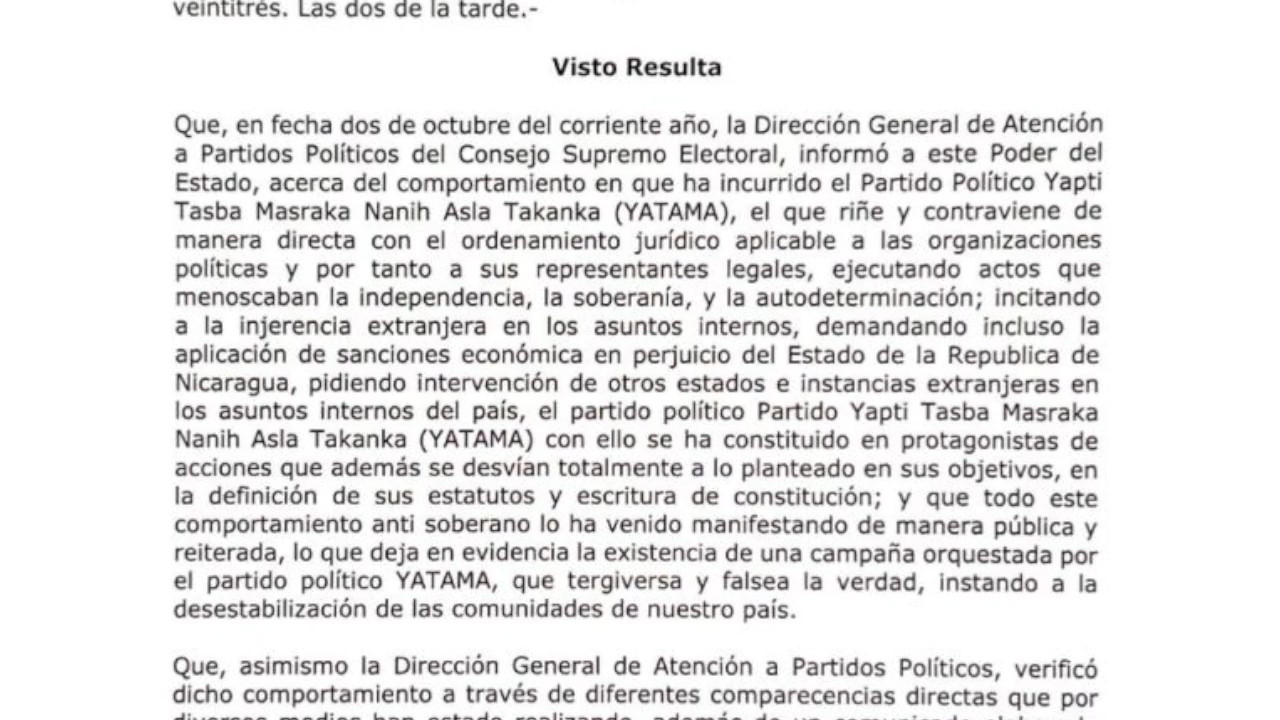 veintitrés. Las dos de la tarde.-
Visto Resulta
Que, en fecha dos de octubre del corriente año, la Dirección General de Atención
a Partidos Políticos del Consejo Supremo Electoral, informó a este Poder del
Estado, acerca del comportamiento en que ha incurrido el Partido Político Yapti
Tasba Masraka Nanih Asla Takanka (YATAMA), el que riñe y contraviene de
manera directa con el ordenamiento jurídico aplicable a las organizaciones
políticas y por tanto a sus representantes legales, ejecutando actos que
menoscaban la independencia, la soberanía, y la autodeterminación; incitando
a la injerencia extranjera en los asuntos internos, demandando incluso la
aplicación de sanciones económica en perjuicio del Estado de la Republica de
Nicaragua, pidiendo intervención de otros estados e instancias extranjeras en
los asuntos internos del país, el partido político Partido Yapti Tasba Masraka
Nanih Asla Takanka (YATAMA) con ello se ha constituido en protagonistas de
acciones que además se desvían totalmente a lo planteado en sus objetivos, en
la definición de sus estatutos y escritura de constitución; y que todo este
comportamiento anti soberano lo ha venido manifestando de manera pública y
reiterada, lo que deja en evidencia la existencia de una campaña orquestada por
el partido político YATAMA, que tergiversa y falsea la verdad, instando a la
desestabilización de las comunidades de nuestro país.
Que, asimismo la Dirección General de Atención a Partidos Políticos, verificó
dicho comportamiento a través de diferentes comparecencias directas que por